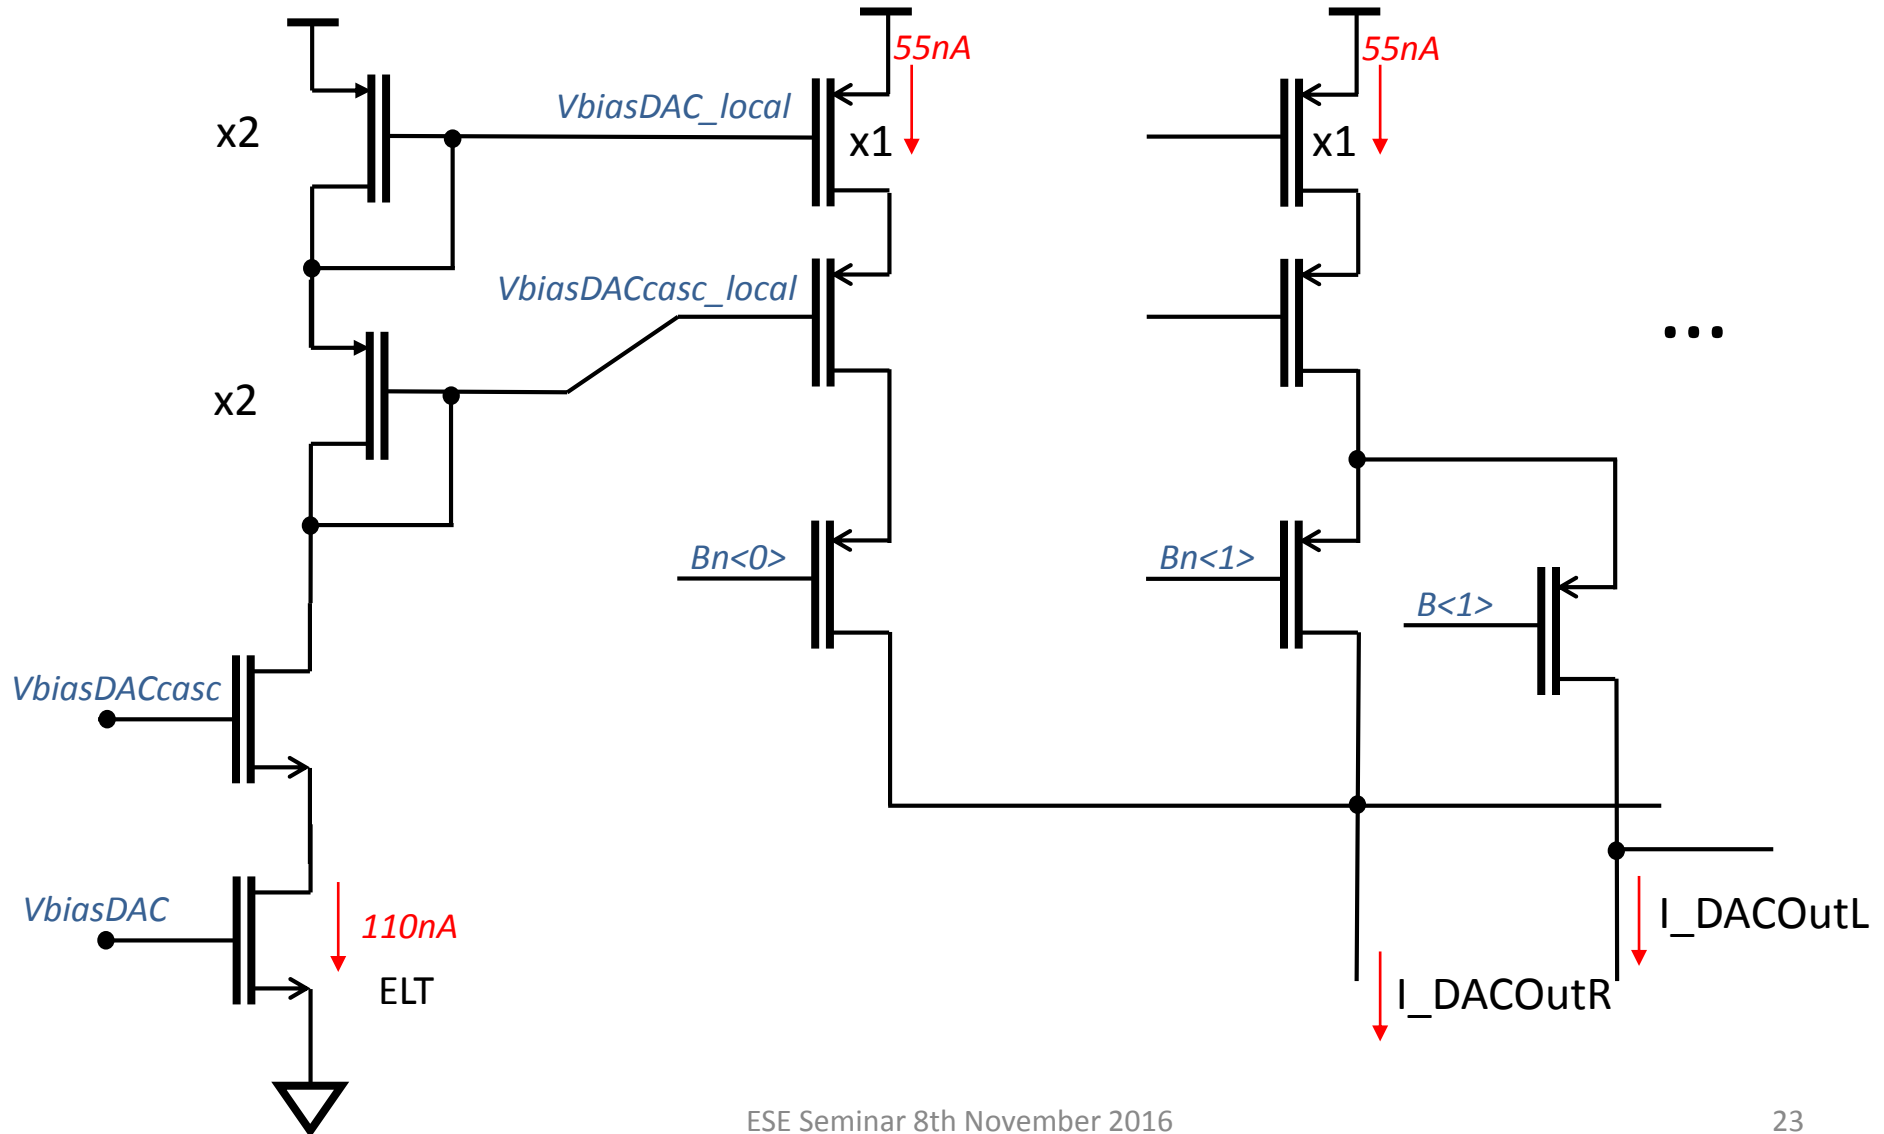 55nA
55nA
VbiasDAC_local
x2
x1
x1
VbiasDACcasc_local
...
x2
Bn<0>
Bn<1>
B<1>
VbiasDACcasc
VbiasDAC
110nA
I_DACOutL
ELT
I_DACOutR
ESE Seminar 8th November 2016
23